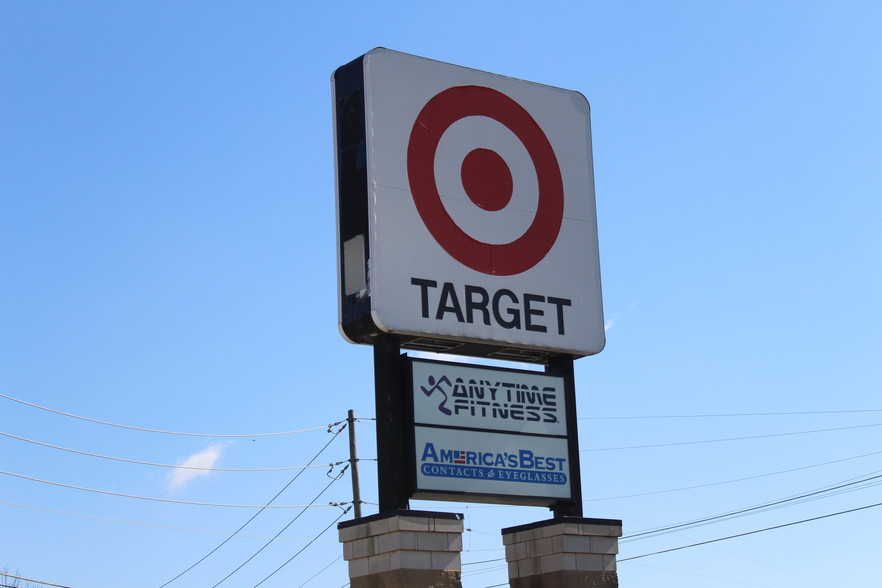 TARGET
ANYTIME
FITNESS
AMERICA'S BEST
CONTACTS & EYEGLASSES